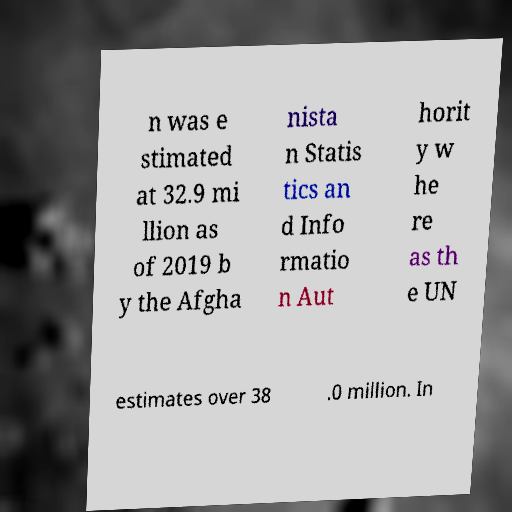 n was e
stimated
at 32.9 mi
llion as
of 2019 b
y the Afgha
nista
n Statis
tics an
d Info
rmatio
n Aut
horit
y w
he
re
as th
e UN
estimates over 38
.0 million. In